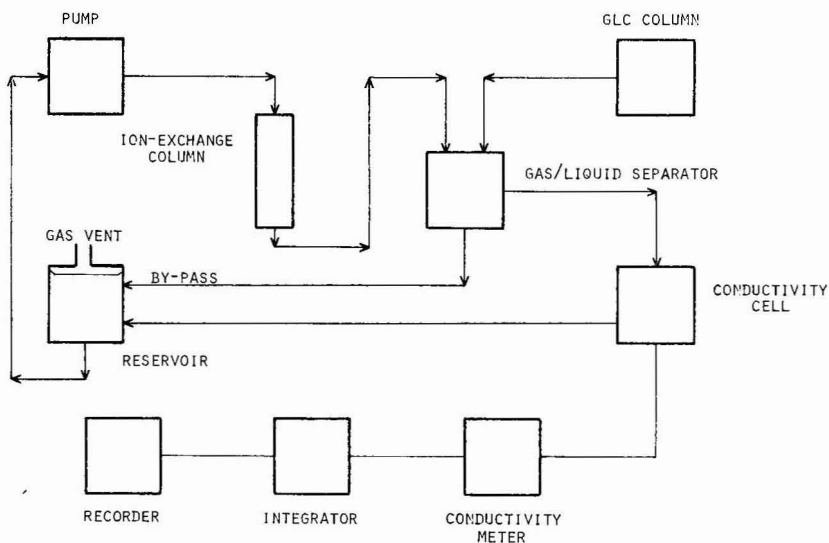 PUMP
GLC COLUMN
ION-EXCHANGE
COLUMN
GAS/LIQUID SEPARATOR
GAS VENT
BY-PASS
CONDUCTIVITY
CELL
RESERVOIR
RECORDER
INTEGRATOR
CONDUCTIVITY
METER